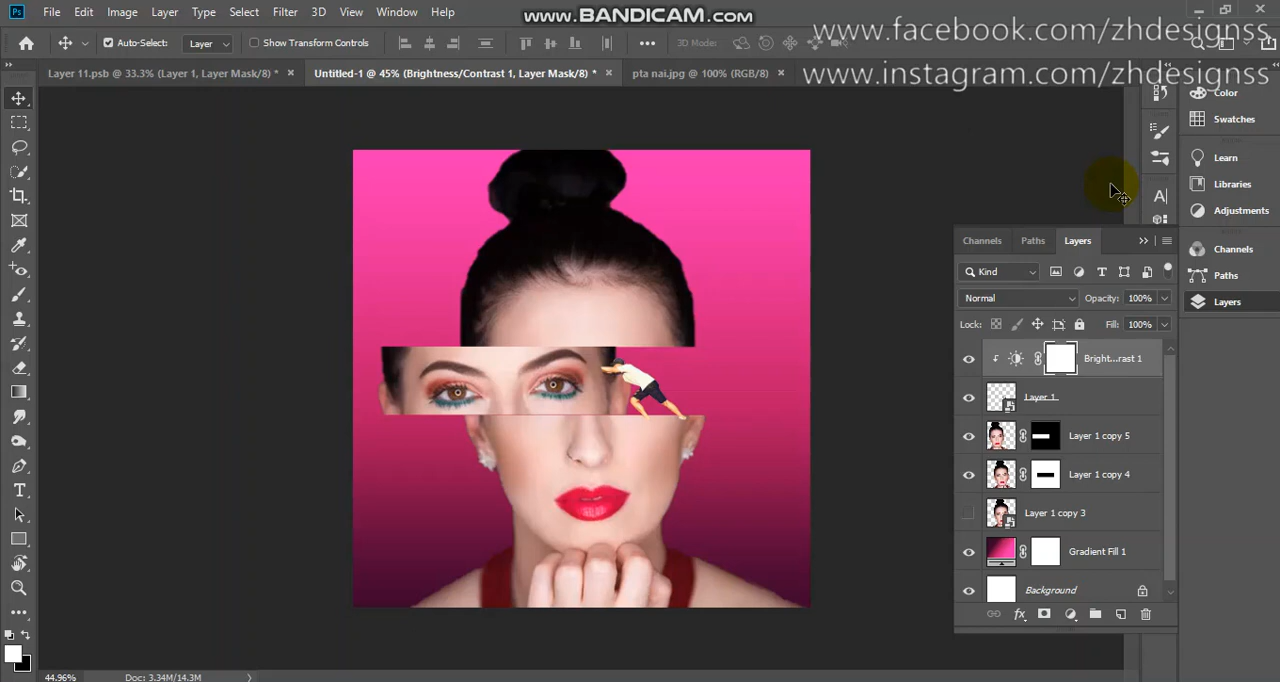 www.BANDICAM.com
www.facebook.com/zhdesignss
www.instagram.com/zhdesignss
Ps File Edit Image Layer Type Select Filter 3D View Window Help
Auto-Select: Layer Show Transform Controls 3D Mode:
Layer 11.psb @ 33.3% (Layer 1, Layer Mask/8) * Untitled-1 @ 45% (Brightness/Contrast 1, Layer Mask/8) * pta nai.jpg @ 100% (RGB/8)
Color
Swatches
Learn
Libraries
Adjustments
Channels
Paths
Layers
Channels Paths Layers
Kind
Normal Opacity: 100%
Lock: Fill: 100%
Bright...rast 1
Layer 1
Layer 1 copy 5
Layer 1 copy 4
Layer 1 copy 3
Gradient Fill 1
Background
fx
44.96% Doc: 3.34M/14.3M